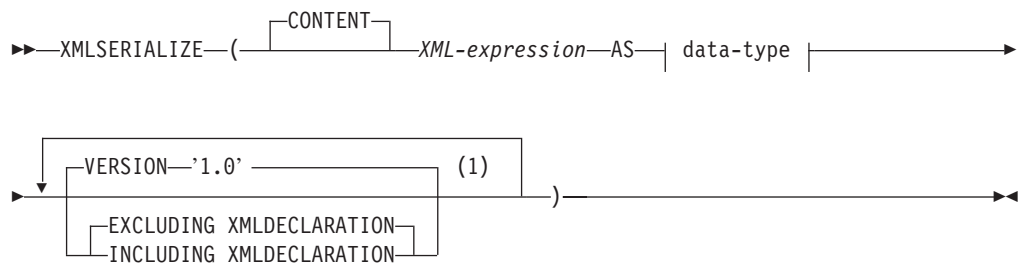 CONTENT
XMLSERIALIZE ( XML-expression AS data-type
VERSION ’1.0’ (1)
)
EXCLUDING XMLDECLARATION
INCLUDING XMLDECLARATION